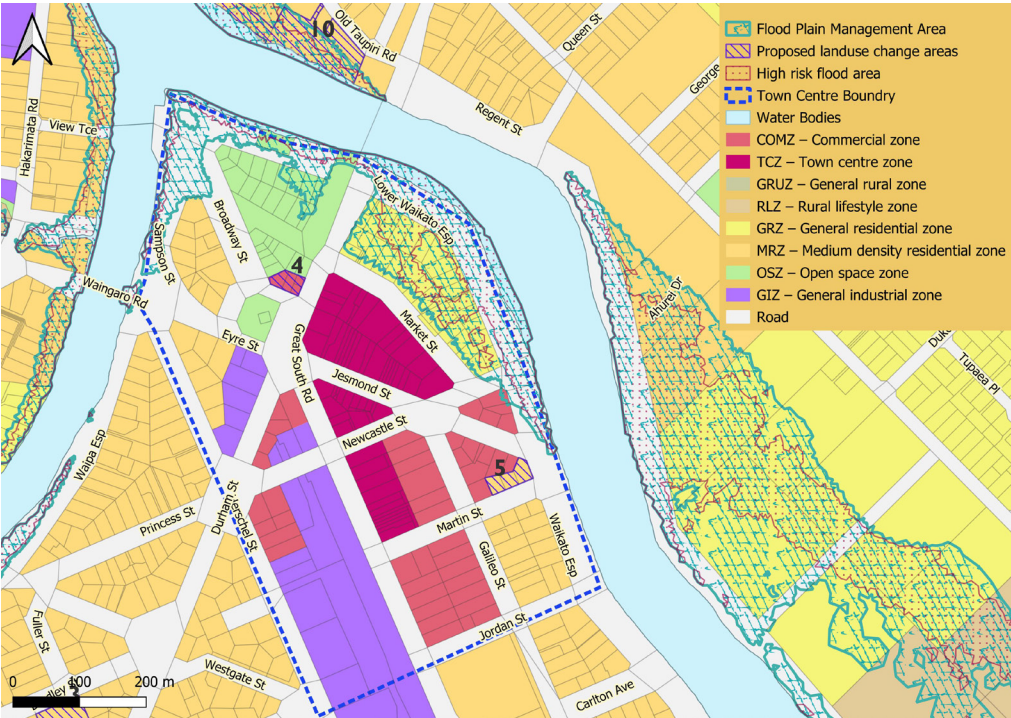 10
Old Taupiri Rd
Queen St
George
Regent St
Hakarimata Rd
View Tce
Flood Plain Management Area
Proposed landuse change areas
High risk flood area
Town Centre Boundary
Water Bodies
COMZ – Commercial zone
TCZ – Town centre zone
GRUZ – General rural zone
RLZ – Rural lifestyle zone
GRZ – General residential zone
MRZ – Medium density residential zone
OSZ – Open space zone
GIZ – General industrial zone
Road
Lower Waikato Esp
Broadway St
Sampson St
4
Waingaro Rd
Ahurei Dr
Eyre St
Great South Rd
Market St
Jesmond St
Duke
Tupaea Pl
Newcastle St
5
Waipa Esp
Princess St
Durham St
Herschel St
Martin St
Galileo St
Waikato Esp
Jordan St
Fuller St
Westgate St
Carlton Ave
0 100 200 m
3